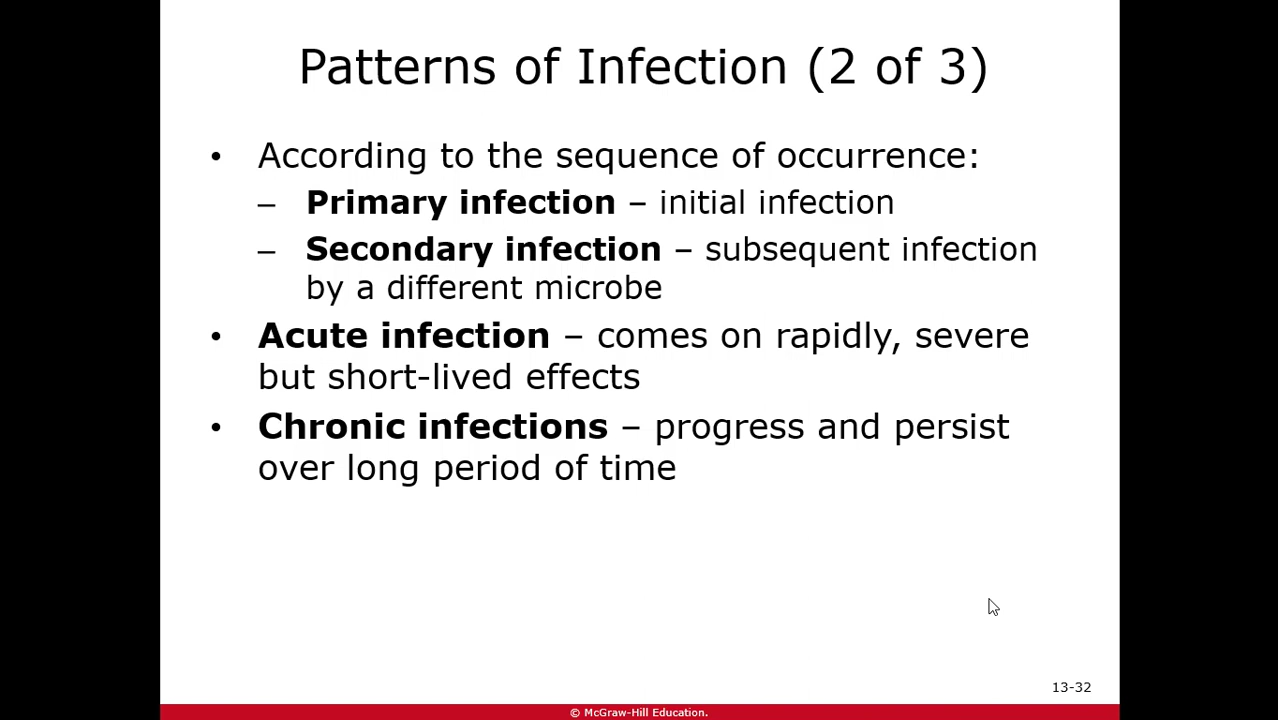 Patterns of Infection (2 of 3)
• According to the sequence of occurrence:
– Primary infection – initial infection
– Secondary infection – subsequent infection
by a different microbe
• Acute infection – comes on rapidly, severe
but short-lived effects
• Chronic infections – progress and persist
over long period of time
13-32
© McGraw-Hill Education.